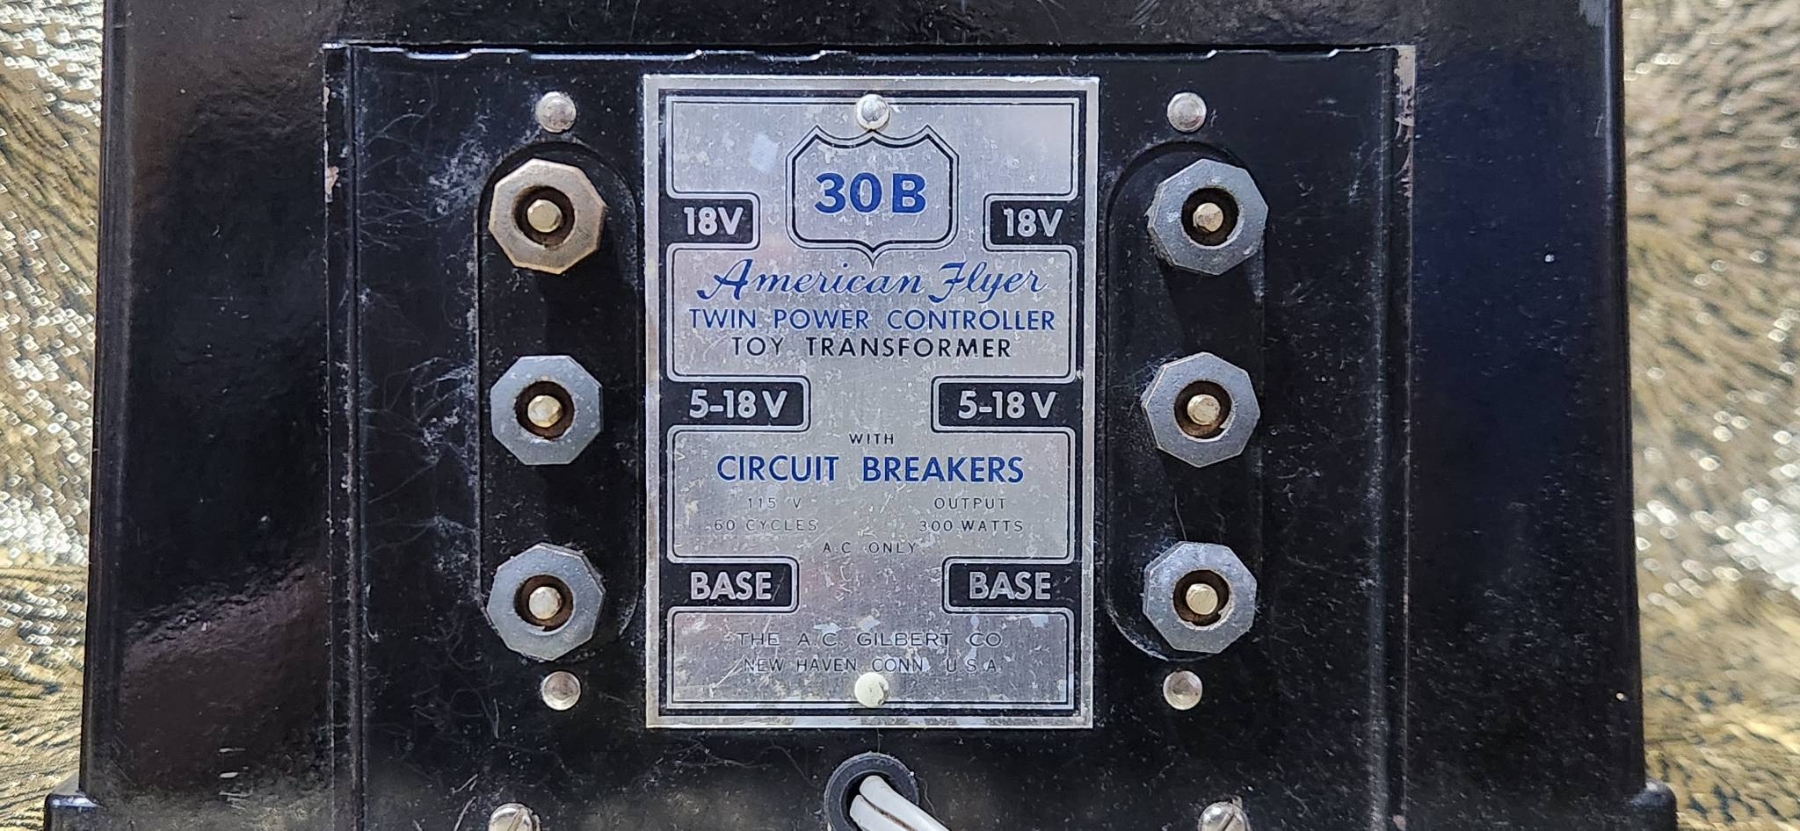 30B
18V 18V
American Flyer
TWIN POWER CONTROLLER
TOY TRANSFORMER
5-18V 5-18V
WITH
CIRCUIT BREAKERS
115 V OUTPUT
60 CYCLES 300 WATTS
A C ONLY
BASE BASE
THE A. C. GILBERT CO
NEW HAVEN CONN. U S A